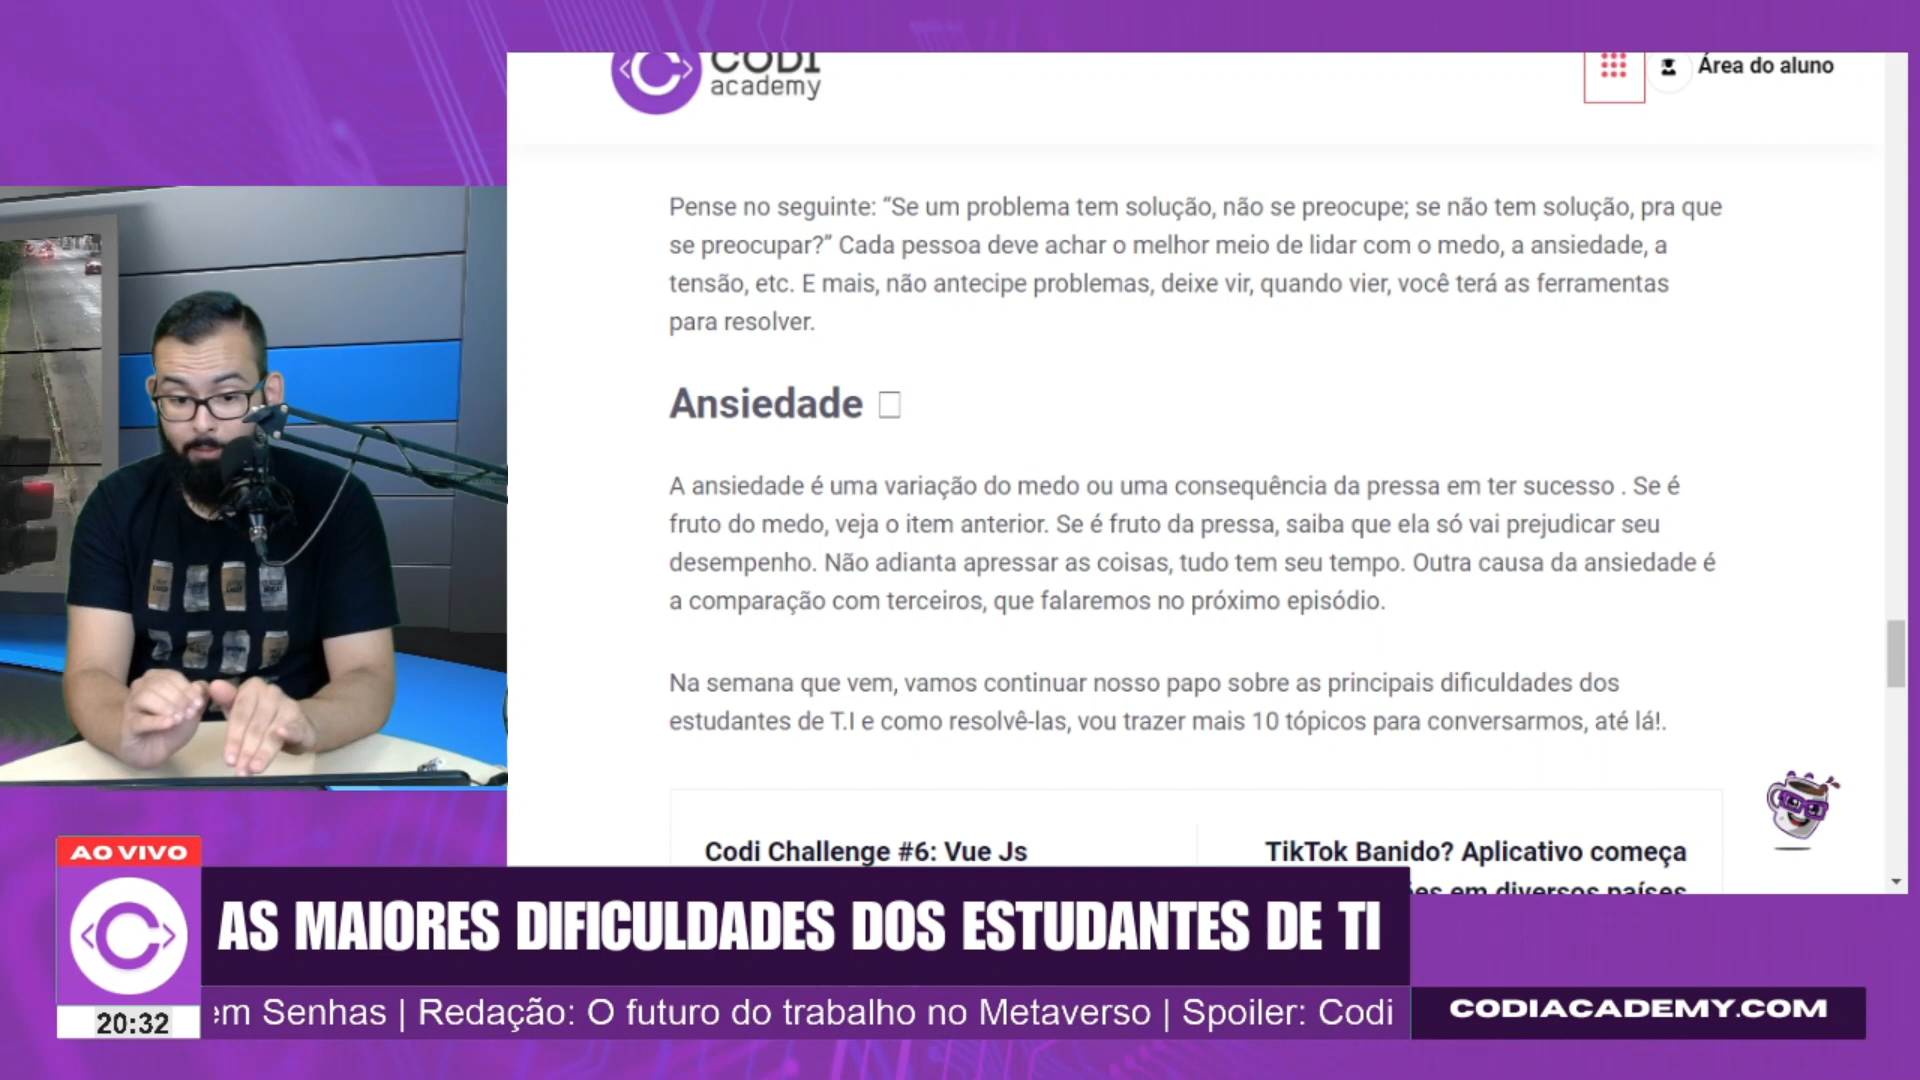 CODI
academy
Área do aluno
Pense no seguinte: “Se um problema tem solução, não se preocupe; se não tem solução, pra que
se preocupar?” Cada pessoa deve achar o melhor meio de lidar com o medo, a ansiedade, a
tensão, etc. E mais, não antecipe problemas, deixe vir, quando vier, você terá as ferramentas
para resolver.
Ansiedade
A ansiedade é uma variação do medo ou uma consequência da pressa em ter sucesso . Se é
fruto do medo, veja o item anterior. Se é fruto da pressa, saiba que ela só vai prejudicar seu
desempenho. Não adianta apressar as coisas, tudo tem seu tempo. Outra causa da ansiedade é
a comparação com terceiros, que falaremos no próximo episódio.
Na semana que vem, vamos continuar nosso papo sobre as principais dificuldades dos
estudantes de T.I e como resolvê-las, vou trazer mais 10 tópicos para conversarmos, até lá!.
Codi Challenge #6: Vue Js
TikTok Banido? Aplicativo começa
em diversos países
AO VIVO
AS MAIORES DIFICULDADES DOS ESTUDANTES DE TI
20:32
em Senhas | Redação: O futuro do trabalho no Metaverso | Spoiler: Codi
CODIACADEMY.COM